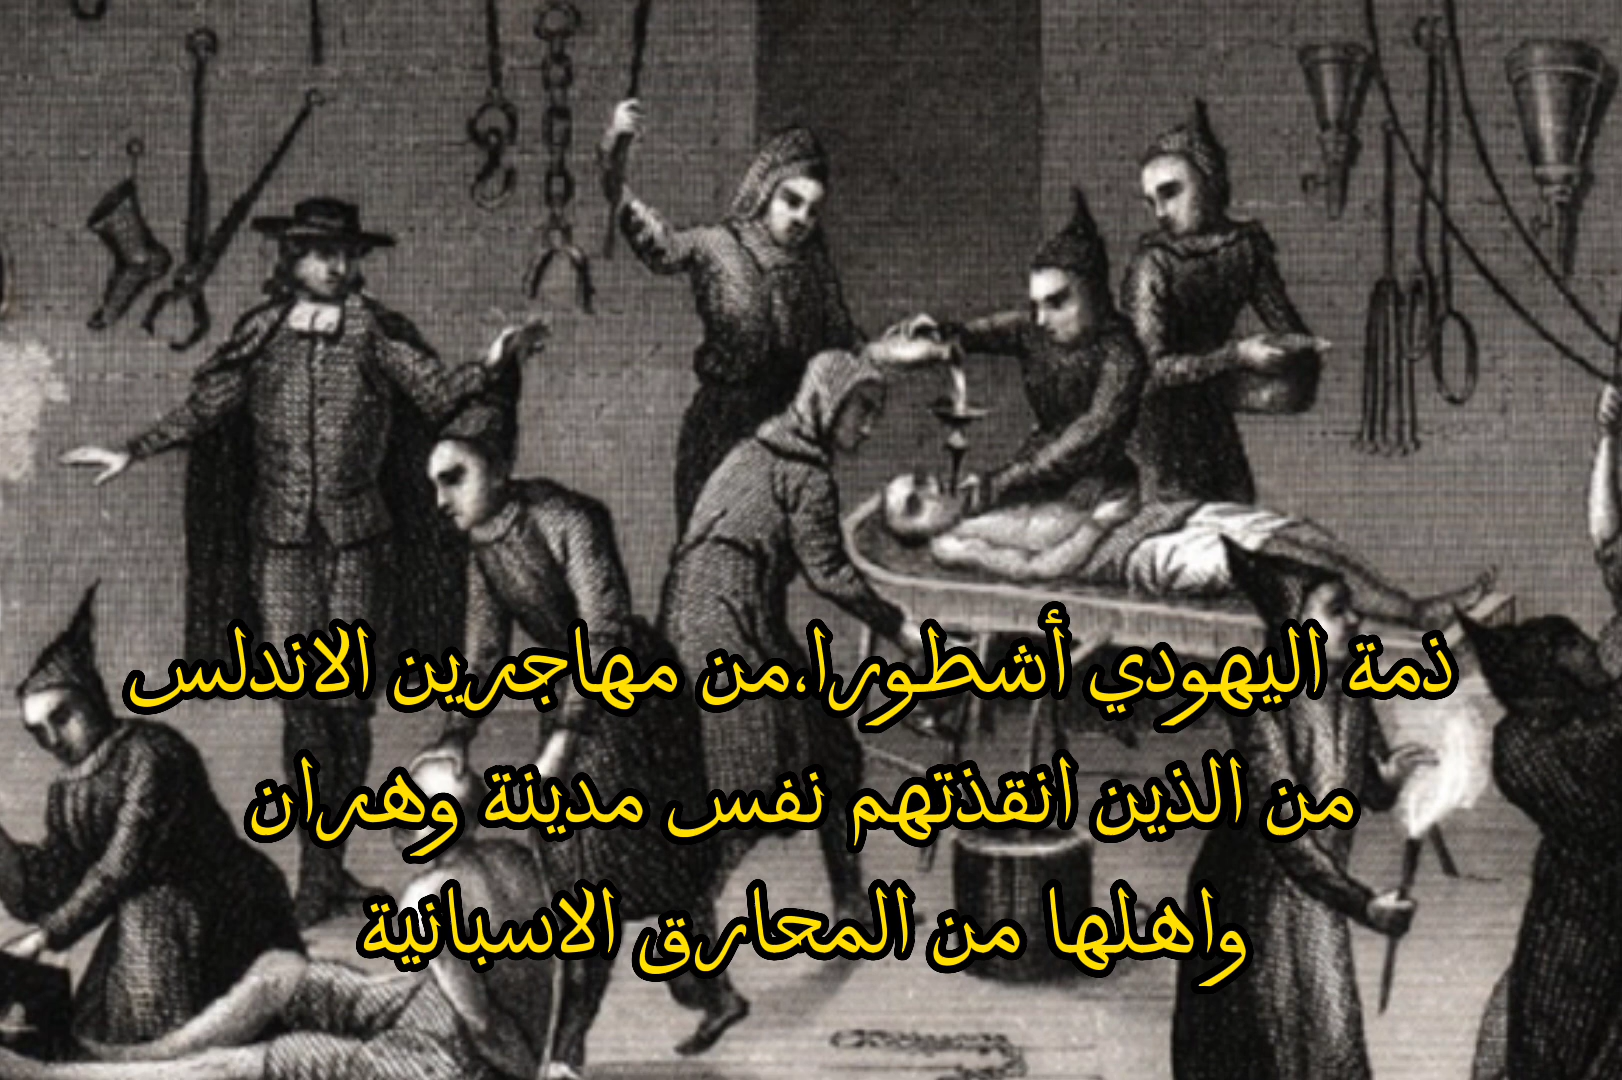 ذمة اليهودي أشطورا،من مهاجرين الاندلس
من الذين انقذتهم نفس مدينة وهران
واهلها من المحارق الاسبانية